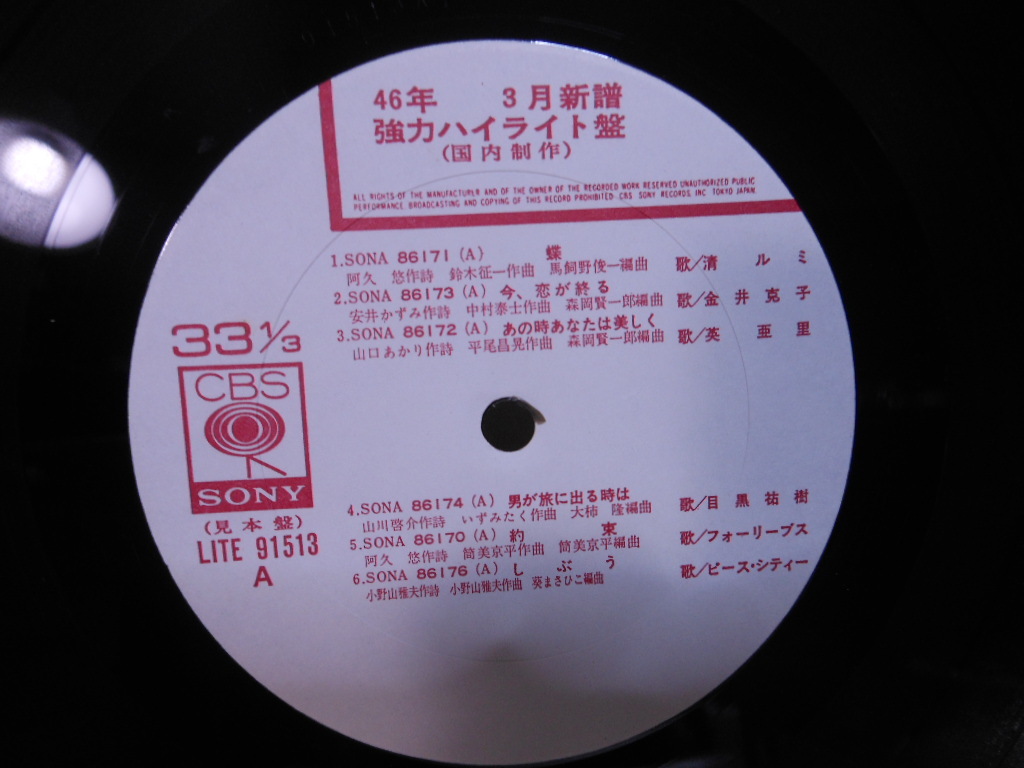 46年 3月新譜
強力ハイライト盤
(国内制作)
ALL RIGHTS OF THE MANUFACTURER AND OF THE OWNER OF THE RECORDED WORK RESERVED UNAUTHORIZED PUBLIC
PERFORMANCE BROADCASTING AND COPYING OF THIS RECORD PROHIBITED CBS SONY RECORDS INC TOKYO JAPAN
1.SONA 86171(A) 蝶
阿久 悠作詩 鈴木征一作曲 馬飼野俊一編曲 歌/清 ルミ
2.SONA 86173(A) 今、恋が終る
安井かずみ作詩 中村泰士作曲 森岡賢一郎編曲 歌/金井克子
3.SONA 86172(A) あの時あなたは美しく
山口あかり作詩 平尾昌晃作曲 森岡賢一郎編曲 歌/英 亜里
33⅓
CBS
SONY
(見本盤)
LITE 91513
A
4.SONA 86174(A) 男が旅に出る時は
山川啓介作詩 いずみたく作曲 大柿 隆編曲 歌/目黒祐樹
5.SONA 86170(A) 約 束
阿久 悠作詩 筒美京平作曲 筒美京平編曲 歌/フォーリーブス
6.SONA 86176(A) しぶう
小野山雅夫作詩 小野山雅夫作曲 葵まさひこ編曲 歌/ピース・シティー